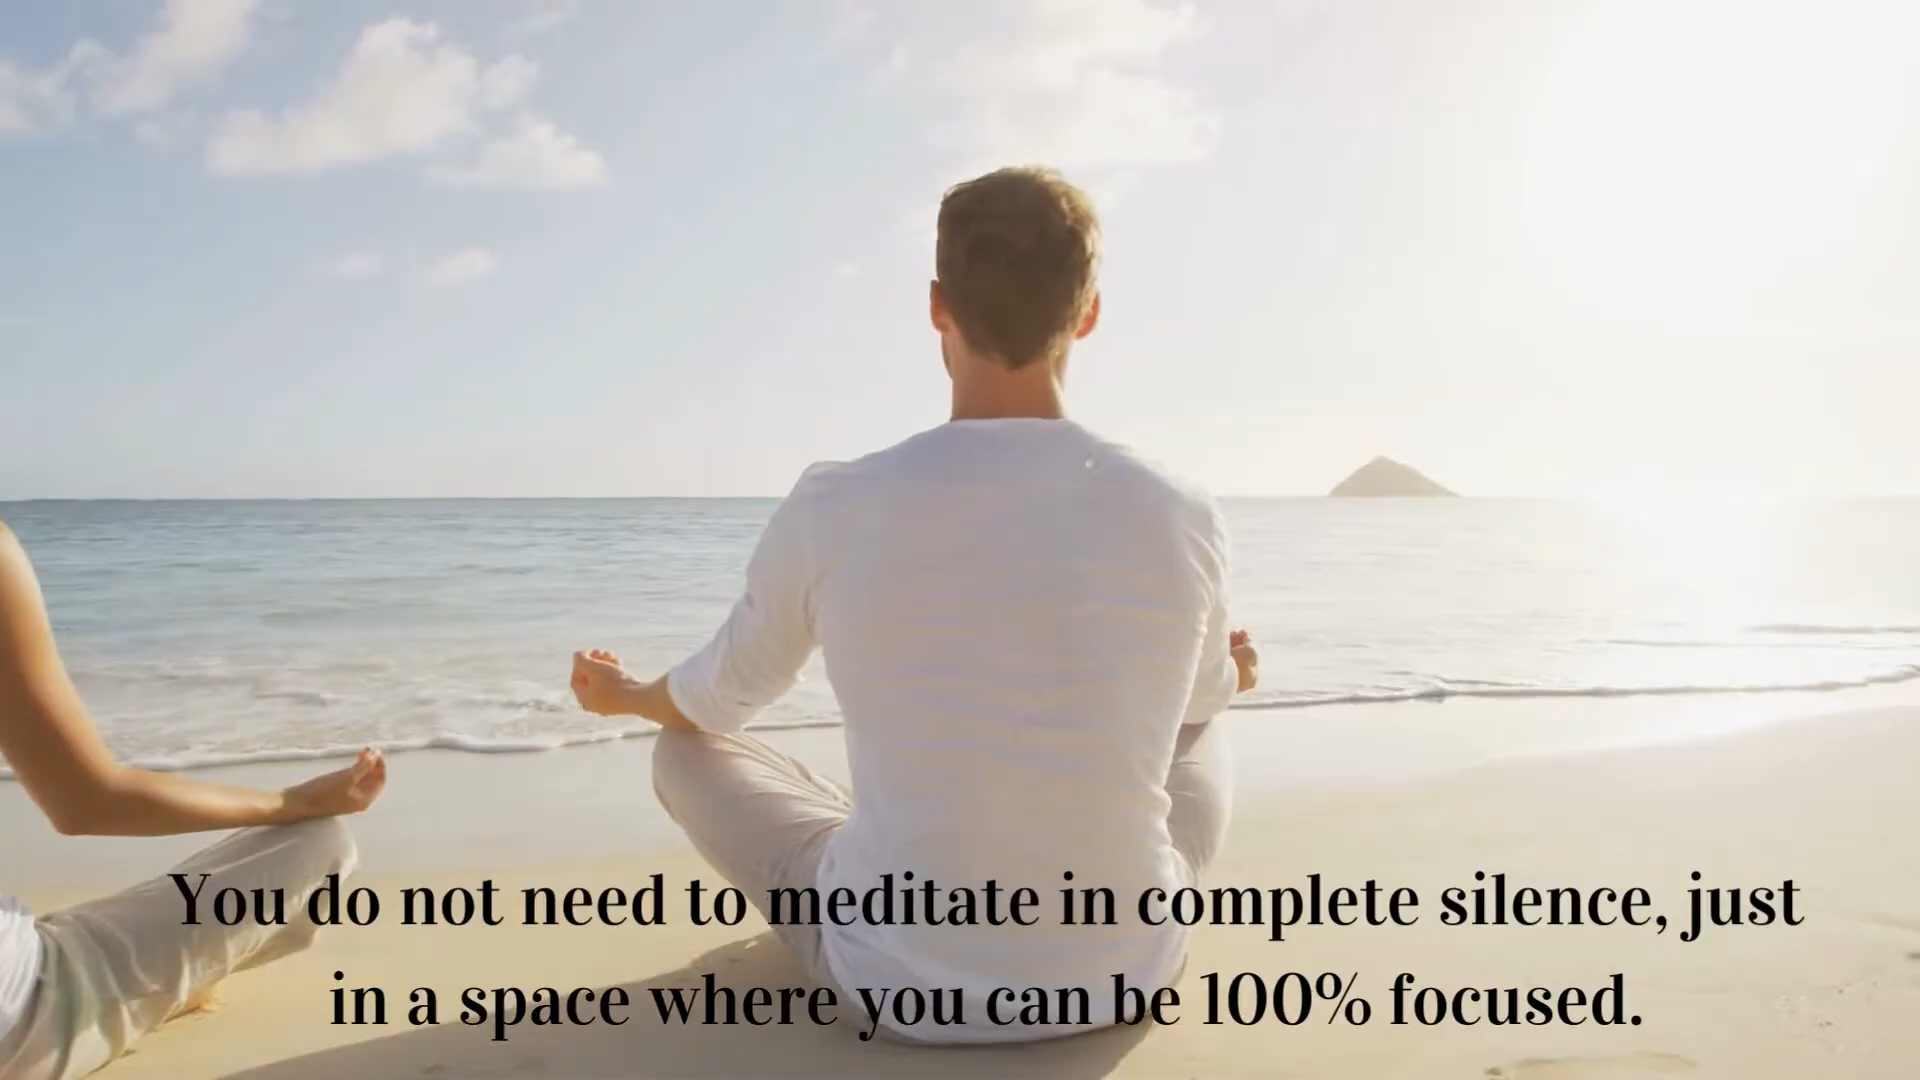 You do not need to meditate in complete silence, just
in a space where you can be 100% focused.